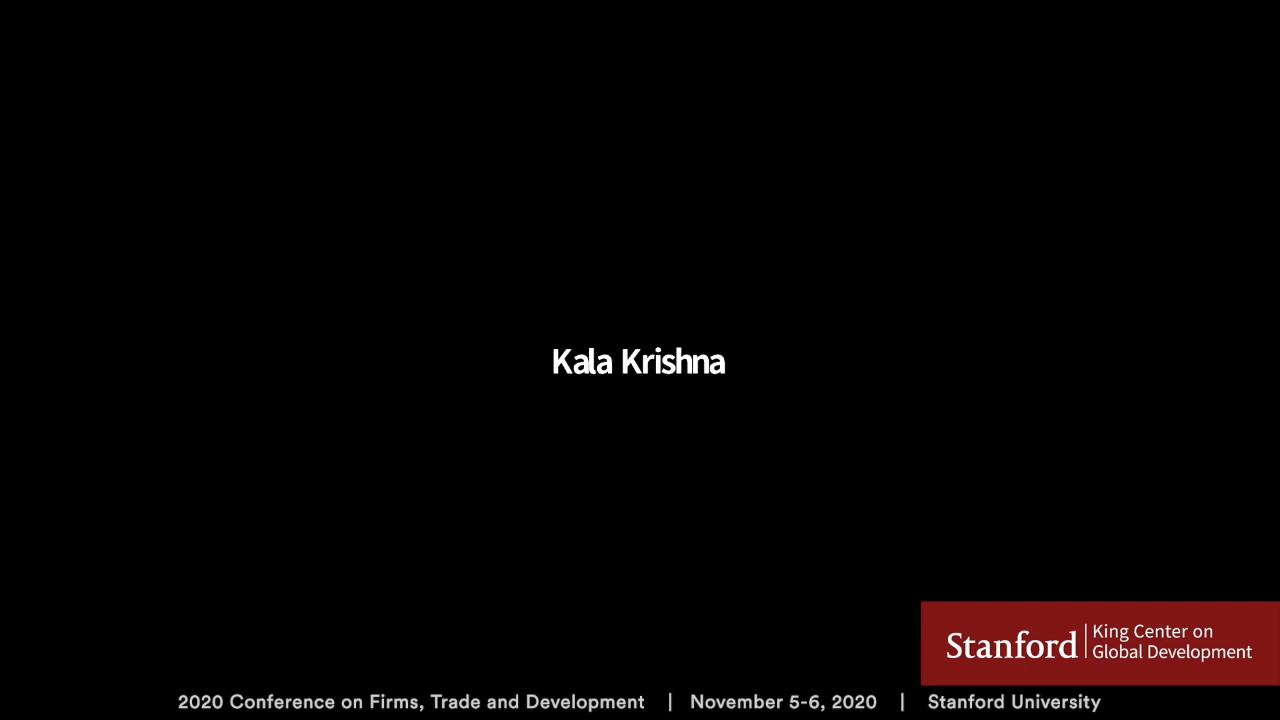 Kala Krishna
Stanford
King Center on
Global Development
2020 Conference on Firms, Trade and Development | November 5-6, 2020 | Stanford University